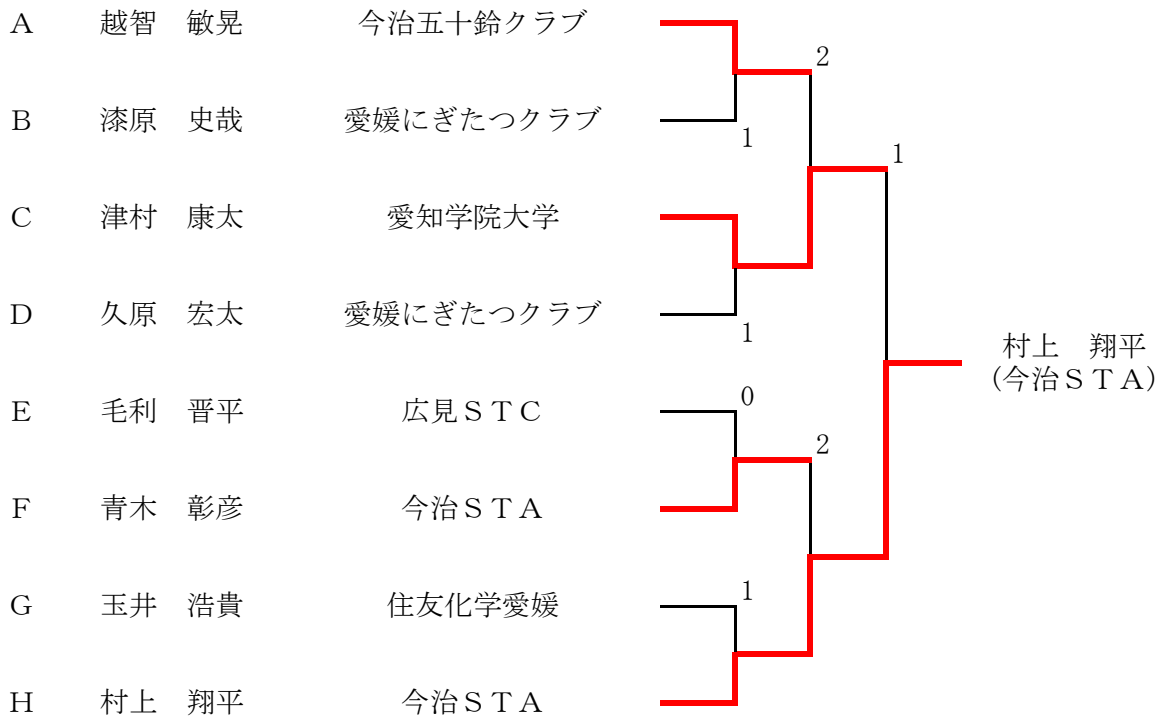 A 越智 敏晃 今治五十鈴クラブ
2
B 漆原 史哉 愛媛にぎたつクラブ
1
1
C 津村 康太 愛知学院大学
D 久原 宏太 愛媛にぎたつクラブ
1
村上 翔平
(今治STA)
E 毛利 晋平 広見STC
0
2
F 青木 彰彦 今治STA
G 玉井 浩貴 住友化学愛媛
1
H 村上 翔平 今治STA